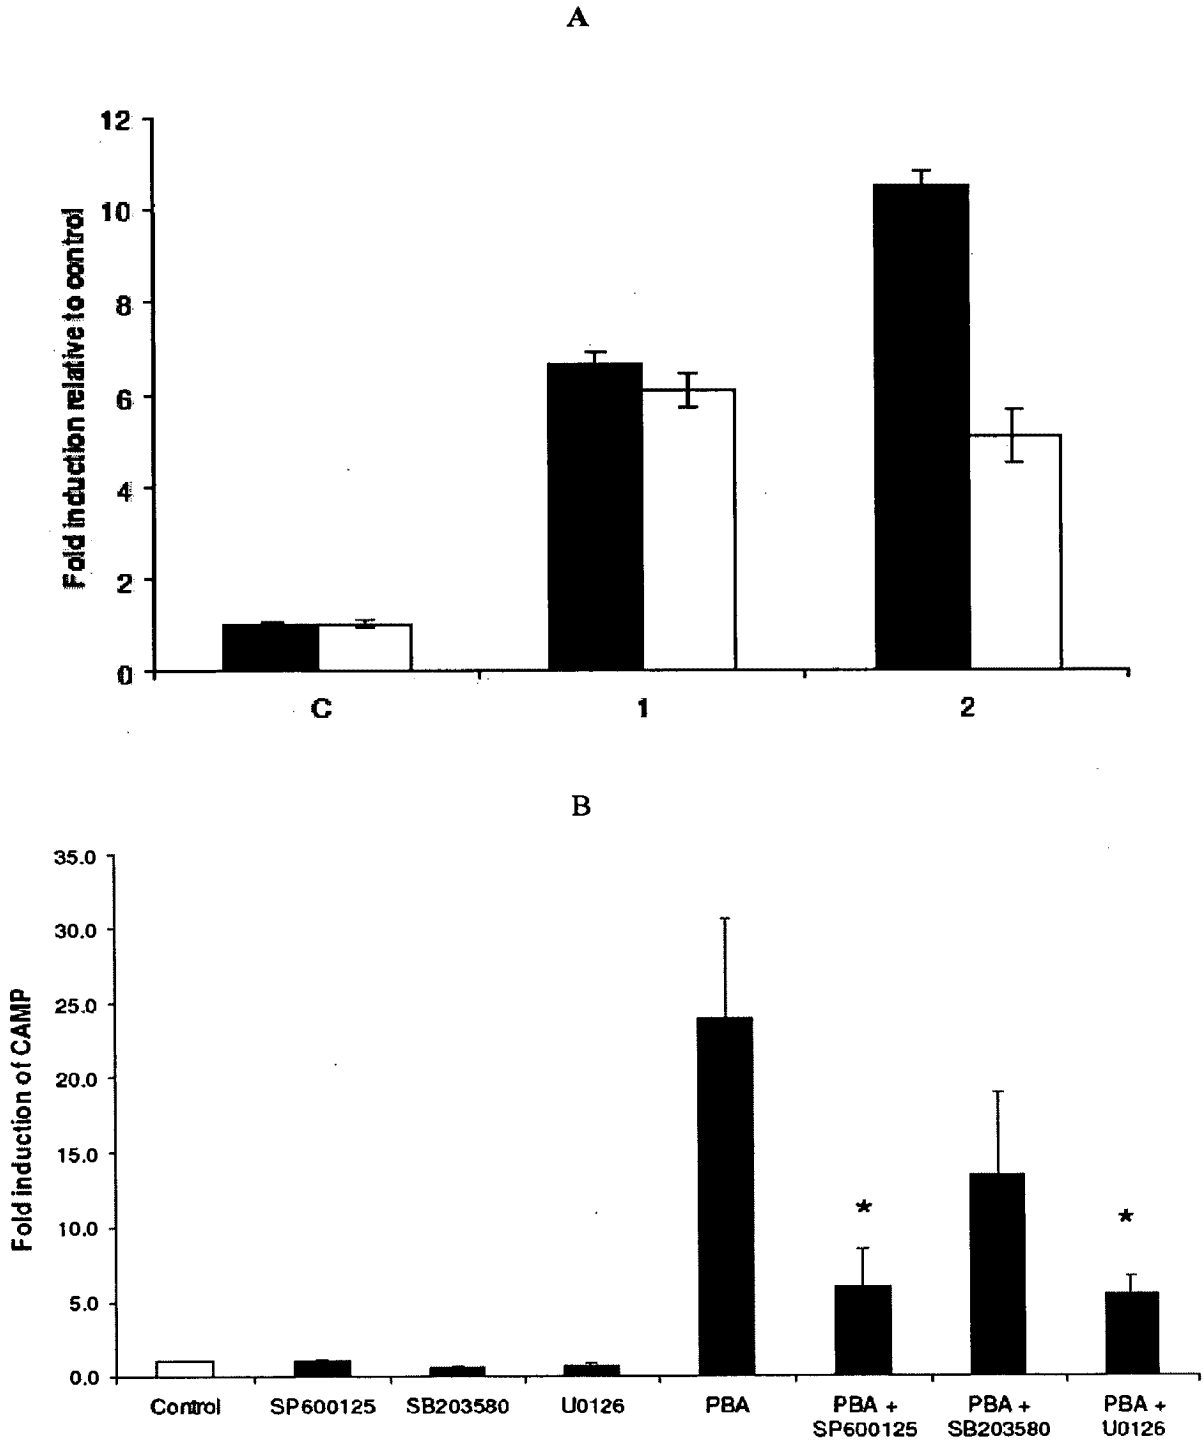 A
Fold induction relative to control
12
10
8
6
4
2
0
C 1 2
B
Fold induction of CAMP
35.0
30.0
25.0
20.0
15.0
10.0
5.0
0.0
*
*
Control SP600125 SB203580 U0126 PBA PBA + PBA + PBA +
SP600125 SB203580 U0126